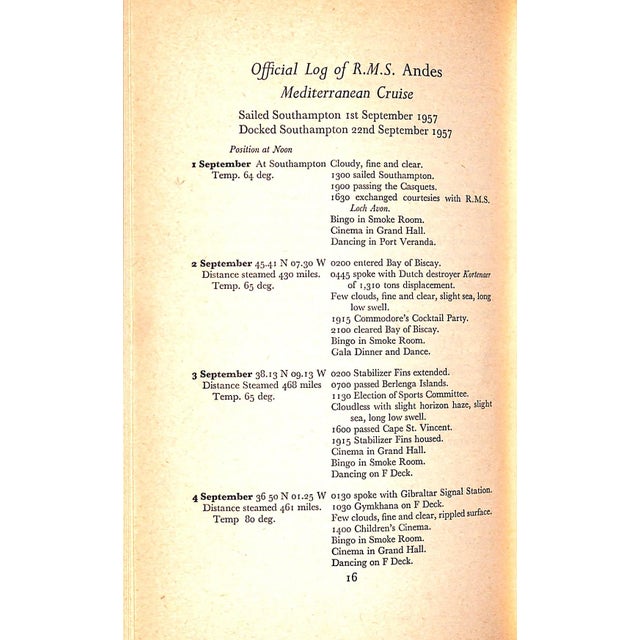 Official Log of R.M.S. Andes
Mediterranean Cruise
Sailed Southampton 1st September 1957
Docked Southampton 22nd September 1957
Position at Noon
1 September At Southampton Cloudy, fine and clear.
Temp. 64 deg. 1300 sailed Southampton.
1900 passing the Casquets.
1630 exchanged courtesies with R.M.S.
Loch Avon.
Bingo in Smoke Room.
Cinema in Grand Hall.
Dancing in Port Veranda.
2 September 45.41 N 07.30 W 0200 entered Bay of Biscay.
Distance steamed 430 miles. 0445 spoke with Dutch destroyer Kortenaer
Temp. 65 deg. of 1,310 tons displacement.
Few clouds, fine and clear, slight sea, long
low swell.
1915 Commodore's Cocktail Party.
2100 cleared Bay of Biscay.
Bingo in Smoke Room.
Gala Dinner and Dance.
3 September 38.13 N 09.13 W 0200 Stabilizer Fins extended.
Distance Steamed 468 miles 0700 passed Berlenga Islands.
Temp. 65 deg. 1130 Election of Sports Committee.
Cloudless with slight horizon haze, slight
sea, long low swell.
1600 passed Cape St. Vincent.
1915 Stabilizer Fins housed.
Cinema in Grand Hall.
Bingo in Smoke Room.
Dancing on F Deck.
4 September 36 50 N 01.25 W 0130 spoke with Gibraltar Signal Station.
Distance steamed 461 miles. 1030 Gymkhana on F Deck.
Temp 80 deg. Few clouds, fine and clear, rippled surface.
1400 Children's Cinema.
Bingo in Smoke Room.
Cinema in Grand Hall.
Dancing on F Deck.
16